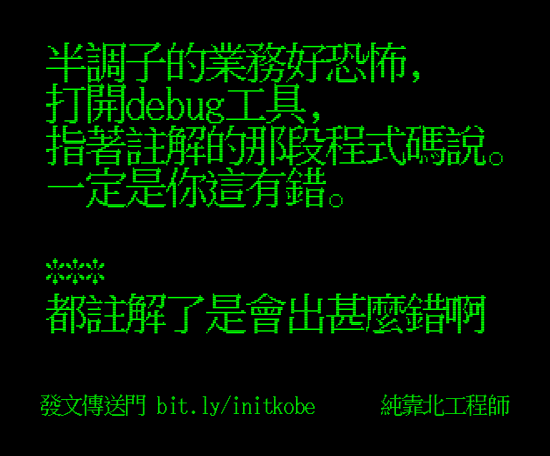 半調子的業務好恐怖，
打開debug工具，
指著註解的那段程式碼說。
一定是你這有錯。
***
都註解了是會出甚麼錯啊
發文傳送門 bit.ly/initkobe 純靠北工程師